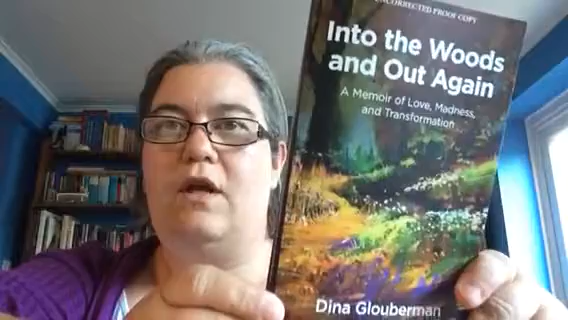 UNCORRECTED PROOF COPY
Into the Woods
and Out Again
A Memoir of Love, Madness,
and Transformation
Dina Glouberman